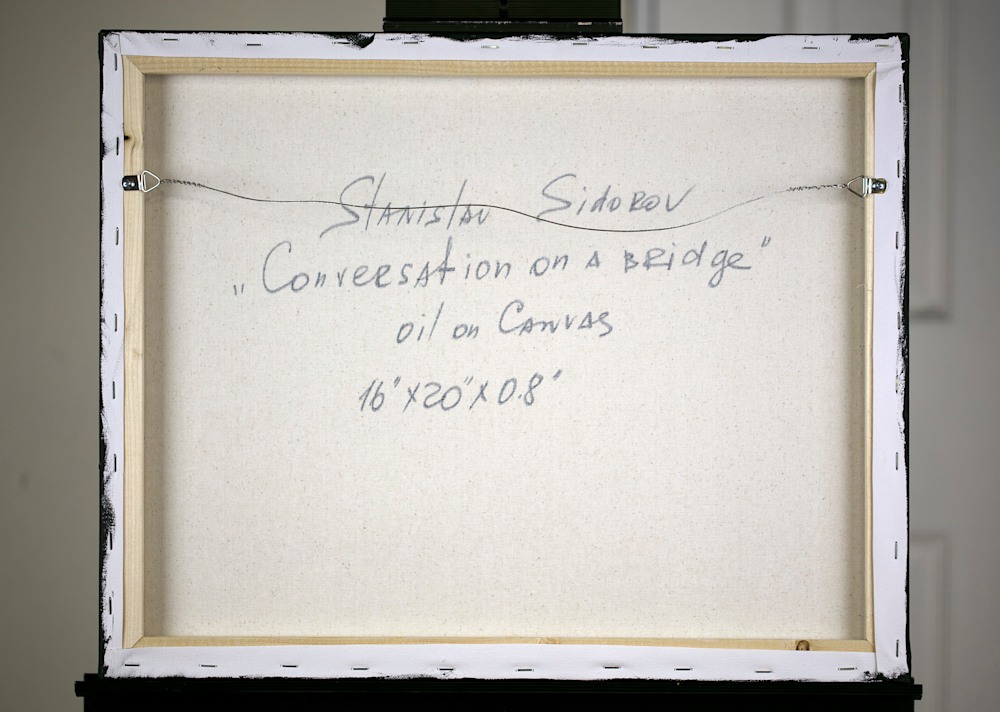 Stanislav Sidorov
„Conversation on a bridge"
oil on Canvas
16"x20"x0.8"